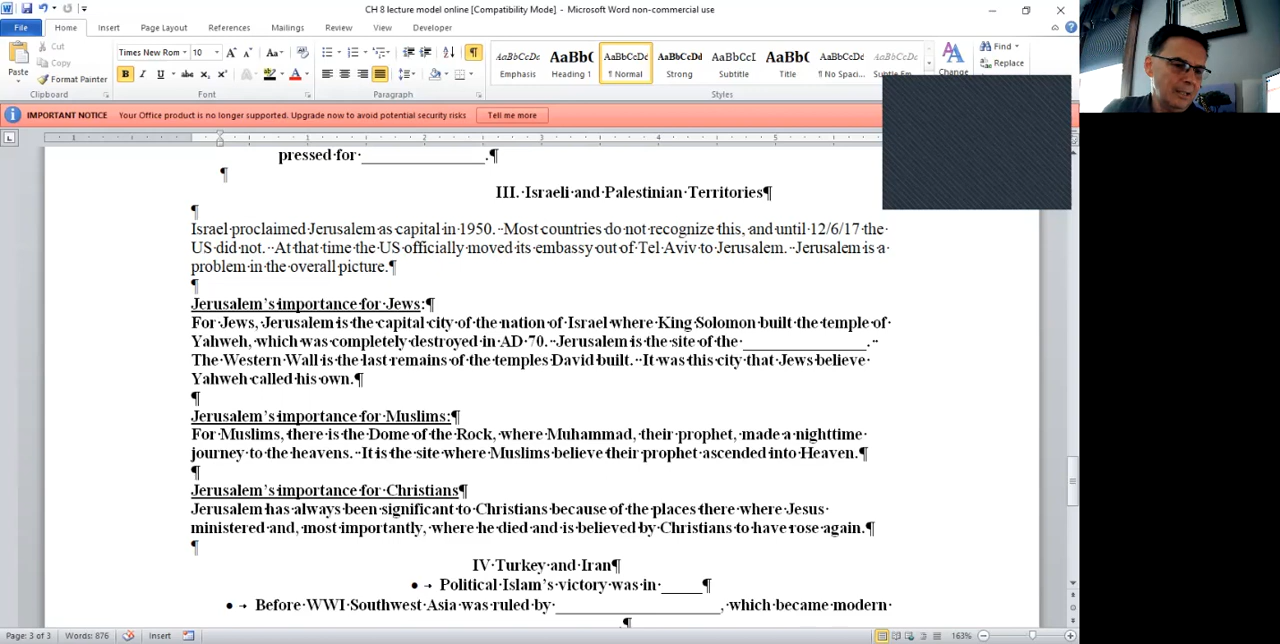 CH 8 lecture model online [Compatibility Mode] - Microsoft Word non-commercial use
File Home Insert Page Layout References Mailings Review View Developer
Paste
Cut
Copy
Format Painter
Clipboard
Times New Rom 10
B I U abe x₂ x²
Font
Paragraph
AaBbCcDc AaBbC AaBbCcDc AaBbCcDc AaBbCcI AaBbC AaBbCcDc AaBbCcDc
Emphasis Heading 1 ¶ Normal Strong Subtitle Title ¶ No Spaci...
Change
Styles
Find
Replace
IMPORTANT NOTICE Your Office product is no longer supported. Upgrade now to avoid potential security risks Tell me more
1 1 2 3 4 5
pressed·for·_______________.¶
¶
III.·Israeli·and·Palestinian·Territories¶
¶
Israel·proclaimed·Jerusalem·as·capital·in·1950.··Most·countries·do·not·recognize·this,·and·until·12/6/17·the·
US·did·not.··At·that·time·the·US·officially·moved·its·embassy·out·of·Tel·Aviv·to·Jerusalem.··Jerusalem·is·a·
problem·in·the·overall·picture.¶
¶
Jerusalem's·importance·for·Jews:¶
For·Jews,·Jerusalem·is·the·capital·city·of·the·nation·of·Israel·where·King·Solomon·built·the·temple·of·
Yahweh,·which·was·completely·destroyed·in·AD·70.··Jerusalem·is·the·site·of·the·_______________.··
The·Western·Wall·is·the·last·remains·of·the·temples·David·built.··It·was·this·city·that·Jews·believe·
Yahweh·called·his·own.¶
¶
Jerusalem's·importance·for·Muslims:¶
For·Muslims,·there·is·the·Dome·of·the·Rock,·where·Muhammad,·their·prophet,·made·a·nighttime·
journey·to·the·heavens.··It·is·the·site·where·Muslims·believe·their·prophet·ascended·into·Heaven.¶
¶
Jerusalem's·importance·for·Christians¶
Jerusalem·has·always·been·significant·to·Christians·because·of·the·places·there·where·Jesus·
ministered·and,·most·importantly,·where·he·died·and·is·believed·by·Christians·to·have·rose·again.¶
¶
IV·Turkey·and·Iran¶
•→ Political·Islam's·victory·was·in·_____¶
•→ Before·WWI·Southwest·Asia·was·ruled·by·____________________,·which·became·modern·
.¶
Page: 3 of 3 Words: 876 Insert 163%